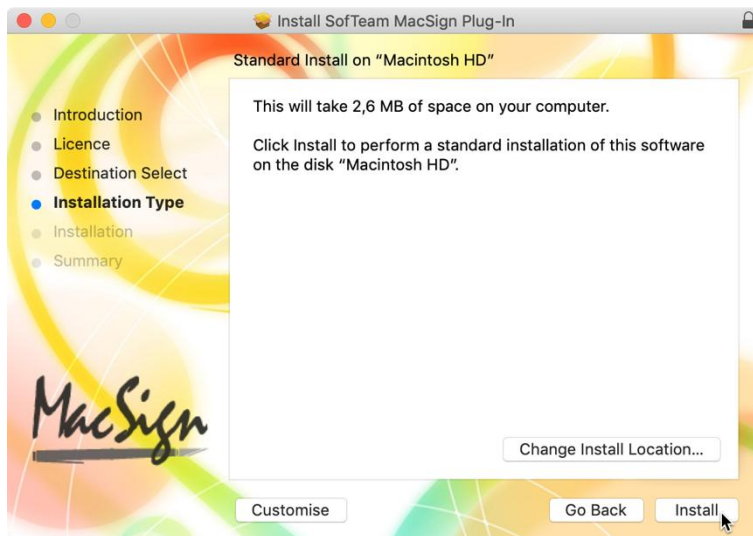 Install SofTeam MacSign Plug-In
Standard Install on “Macintosh HD”
Introduction
Licence
Destination Select
Installation Type
Installation
Summary
This will take 2,6 MB of space on your computer.
Click Install to perform a standard installation of this software
on the disk “Macintosh HD”.
MacSign
Change Install Location...
Customise
Go Back
Install